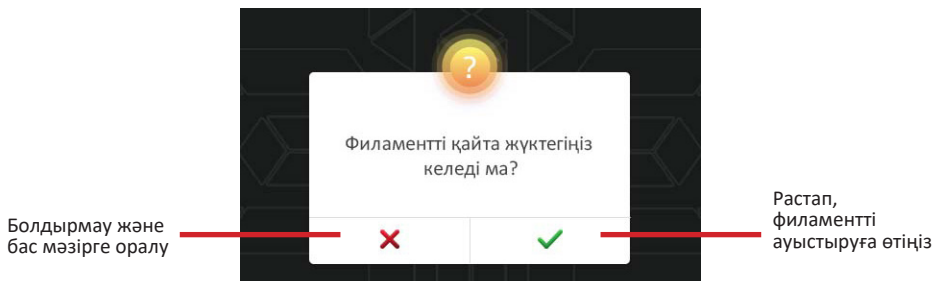 ?
Филаментті қайта жүктегіңіз
келеді ма?
Болдырмау және
бас мәзірге оралу
Растап,
филаментті
ауыстыруға өтіңіз